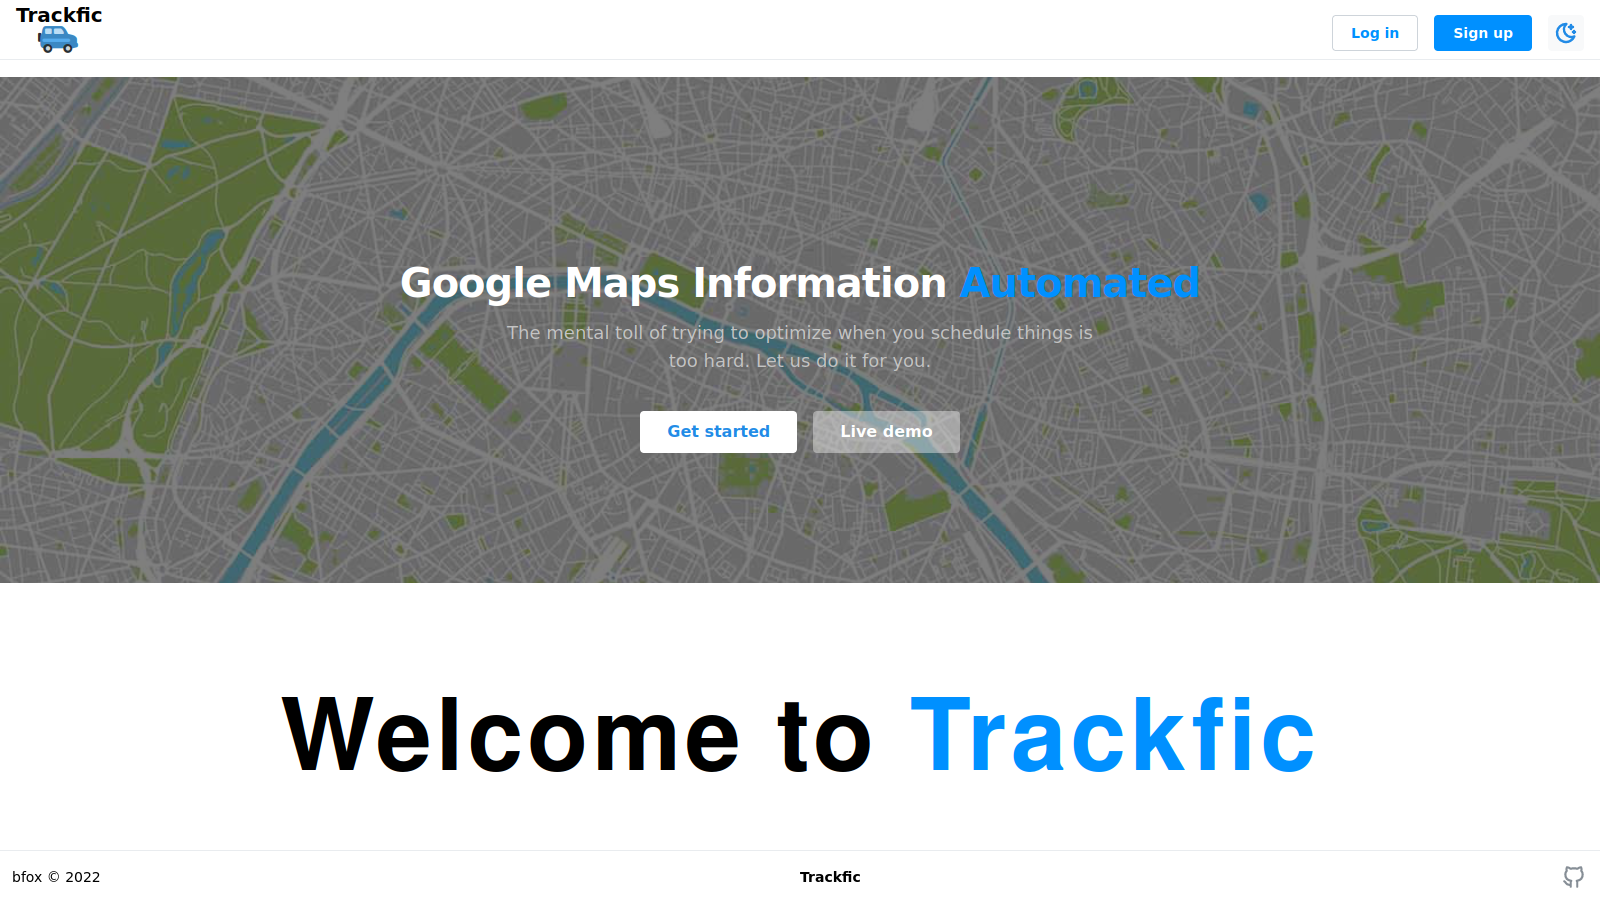 Trackfic
Log in
Sign up
Google Maps Information Automated
The mental toll of trying to optimize when you schedule things is
too hard. Let us do it for you.
Get started
Live demo
Welcome to Trackfic
bfox © 2022
Trackfic